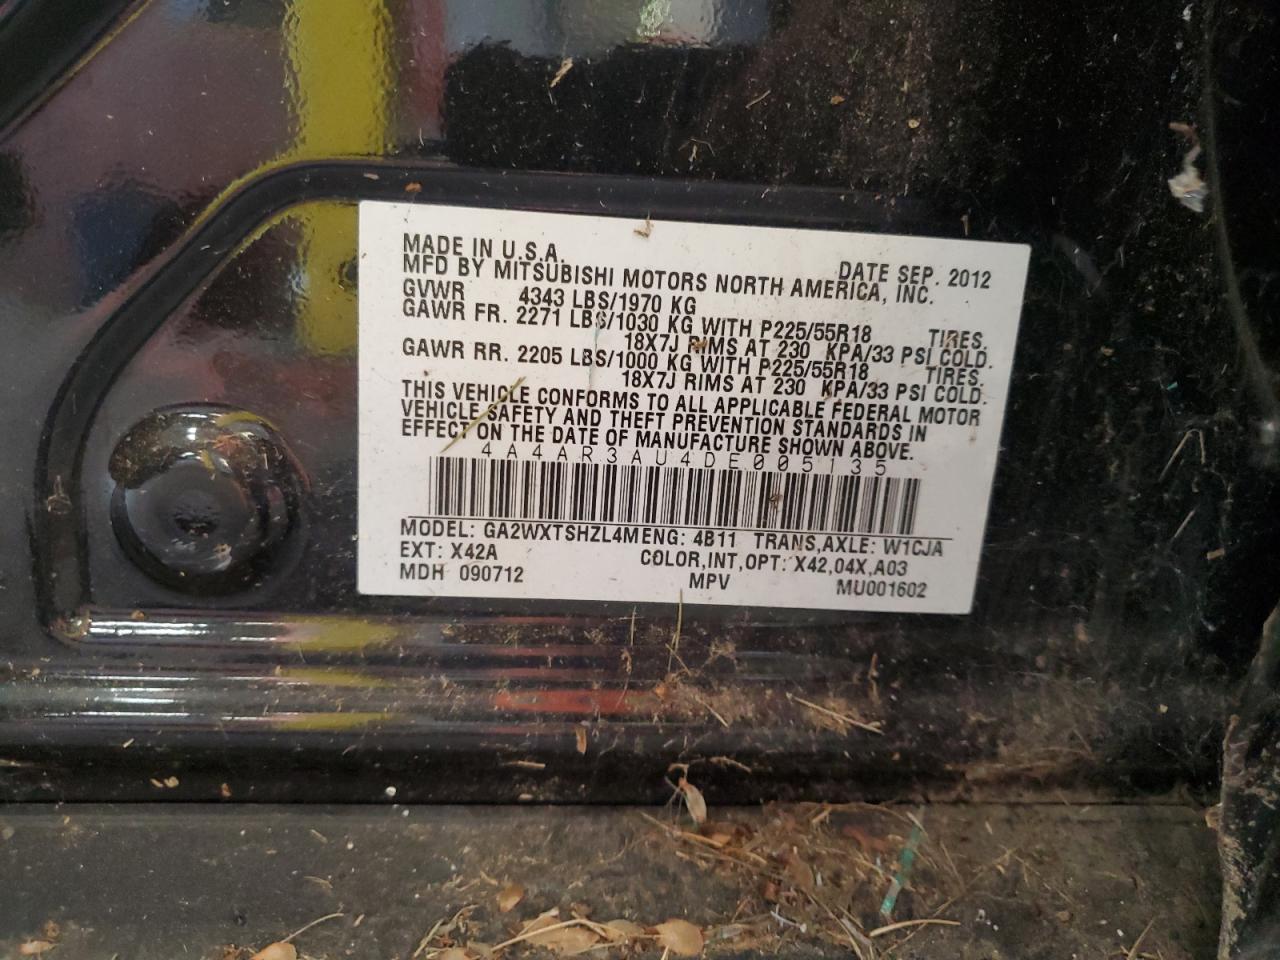 MADE IN U.S.A. DATE SEP. 2012
MFD BY MITSUBISHI MOTORS NORTH AMERICA, INC.
GVWR 4343 LBS/1970 KG
GAWR FR. 2271 LBS/1030 KG WITH P225/55R18 TIRES.
18X7J RIMS AT 230 KPA/33 PSI COLD.
GAWR RR. 2205 LBS/1000 KG WITH P225/55R18 TIRES.
18X7J RIMS AT 230 KPA/33 PSI COLD.
THIS VEHICLE CONFORMS TO ALL APPLICABLE FEDERAL MOTOR
VEHICLE SAFETY AND THEFT PREVENTION STANDARDS IN
EFFECT ON THE DATE OF MANUFACTURE SHOWN ABOVE.
4A4AR3AU4DE005135
MODEL: GA2WXTSHZL4MENG: 4B11 TRANS,AXLE: W1CJA
EXT: X42A COLOR,INT,OPT: X42,04X,A03
MDH 090712 MPV MU001602